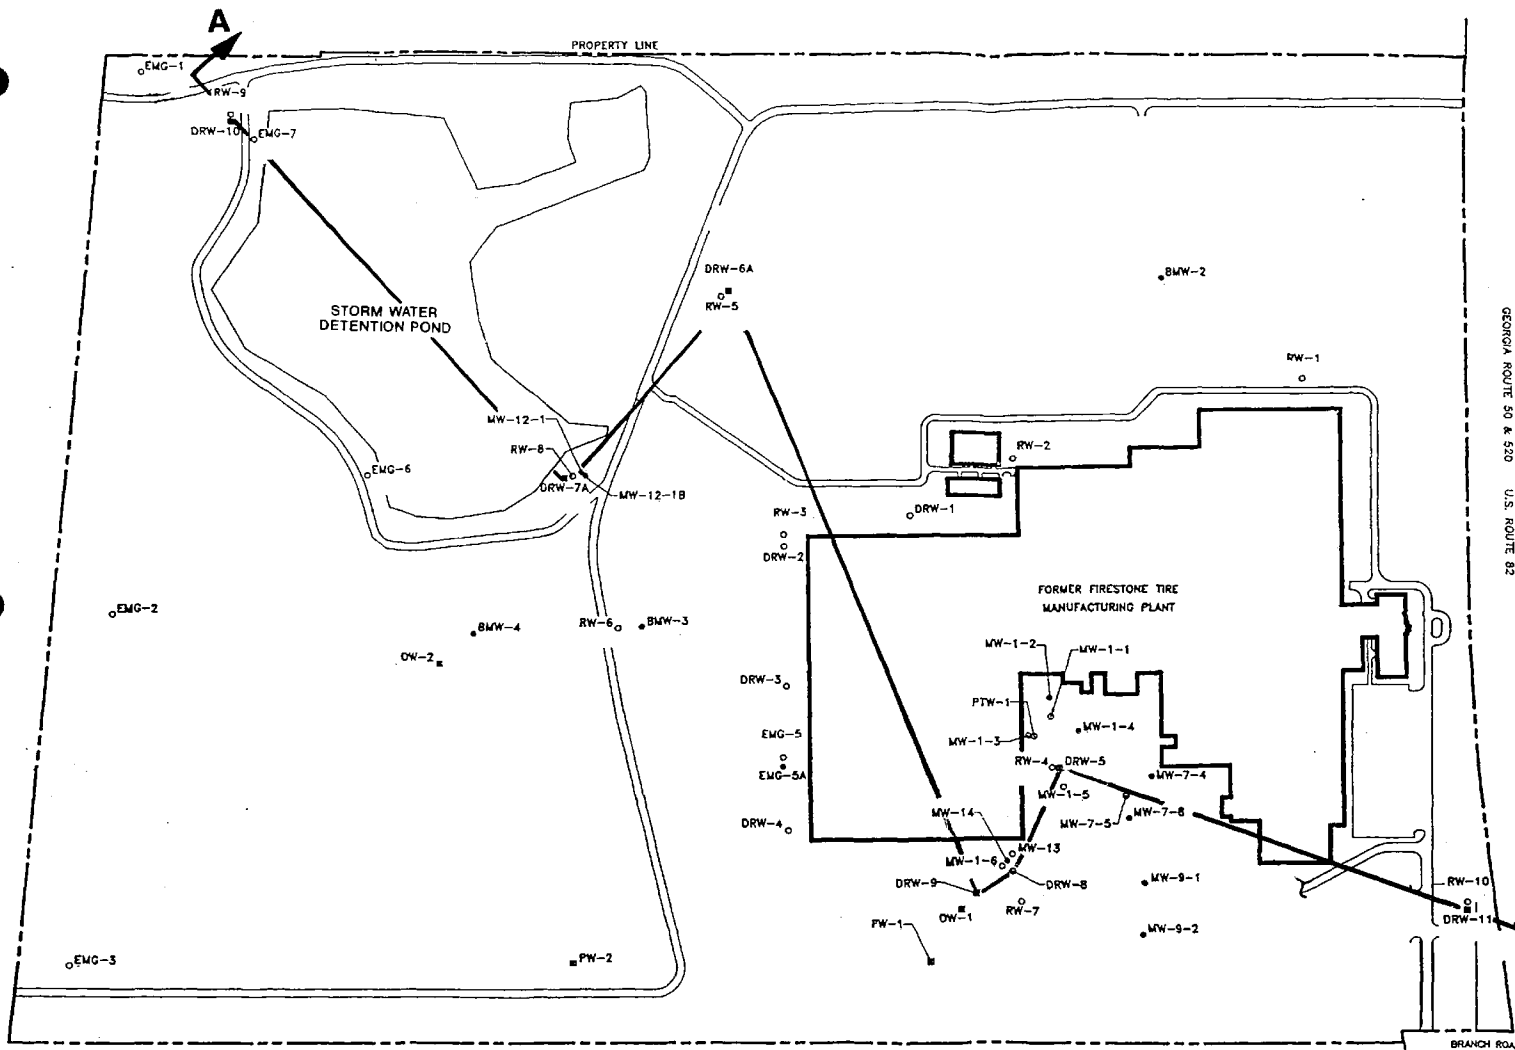 A
PROPERTY LINE
EMG-1
RW-9
DRW-10
EMG-7
DRW-6A
RW-5
BMW-2
STORM WATER
DETENTION POND
GEORGIA ROUTE 50 & 520 U.S. ROUTE 82
RW-1
MW-12-1
RW-8
RW-2
EMG-6
DRW-7A
MW-12-1B
RW-3
DRW-1
DRW-2
FORMER FIRESTONE TIRE
MANUFACTURING PLANT
EMG-2
BMW-4
RW-6
BMW-3
OW-2
MW-1-2
MW-1-1
DRW-3
PTW-1
MW-1-4
EMG-5
MW-1-3
RW-4
DRW-5
EMG-5A
MW-7-4
MW-1-5
MW-14
MW-7-5
MW-7-6
DRW-4
MW-13
MW-1-6
DRW-9
DRW-8
MW-9-1
RW-10
OW-1
RW-7
DRW-11
PW-1
MW-9-2
EMG-3
PW-2
BRANCH ROA